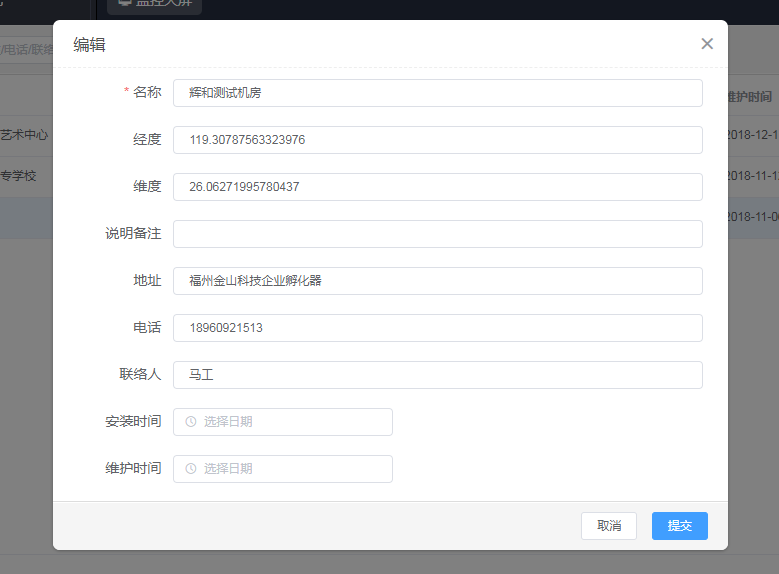 监控大屏
编辑
/电话/联络
* 名称 辉和测试机房
维护时间
经度 119.30787563323976
艺术中心
2018-12-1
专学校
2018-11-1
维度 26.06271995780437
2018-11-0
说明备注
地址 福州金山科技企业孵化器
电话 18960921513
联络人 马工
安装时间 选择日期
维护时间 选择日期
取消 提交